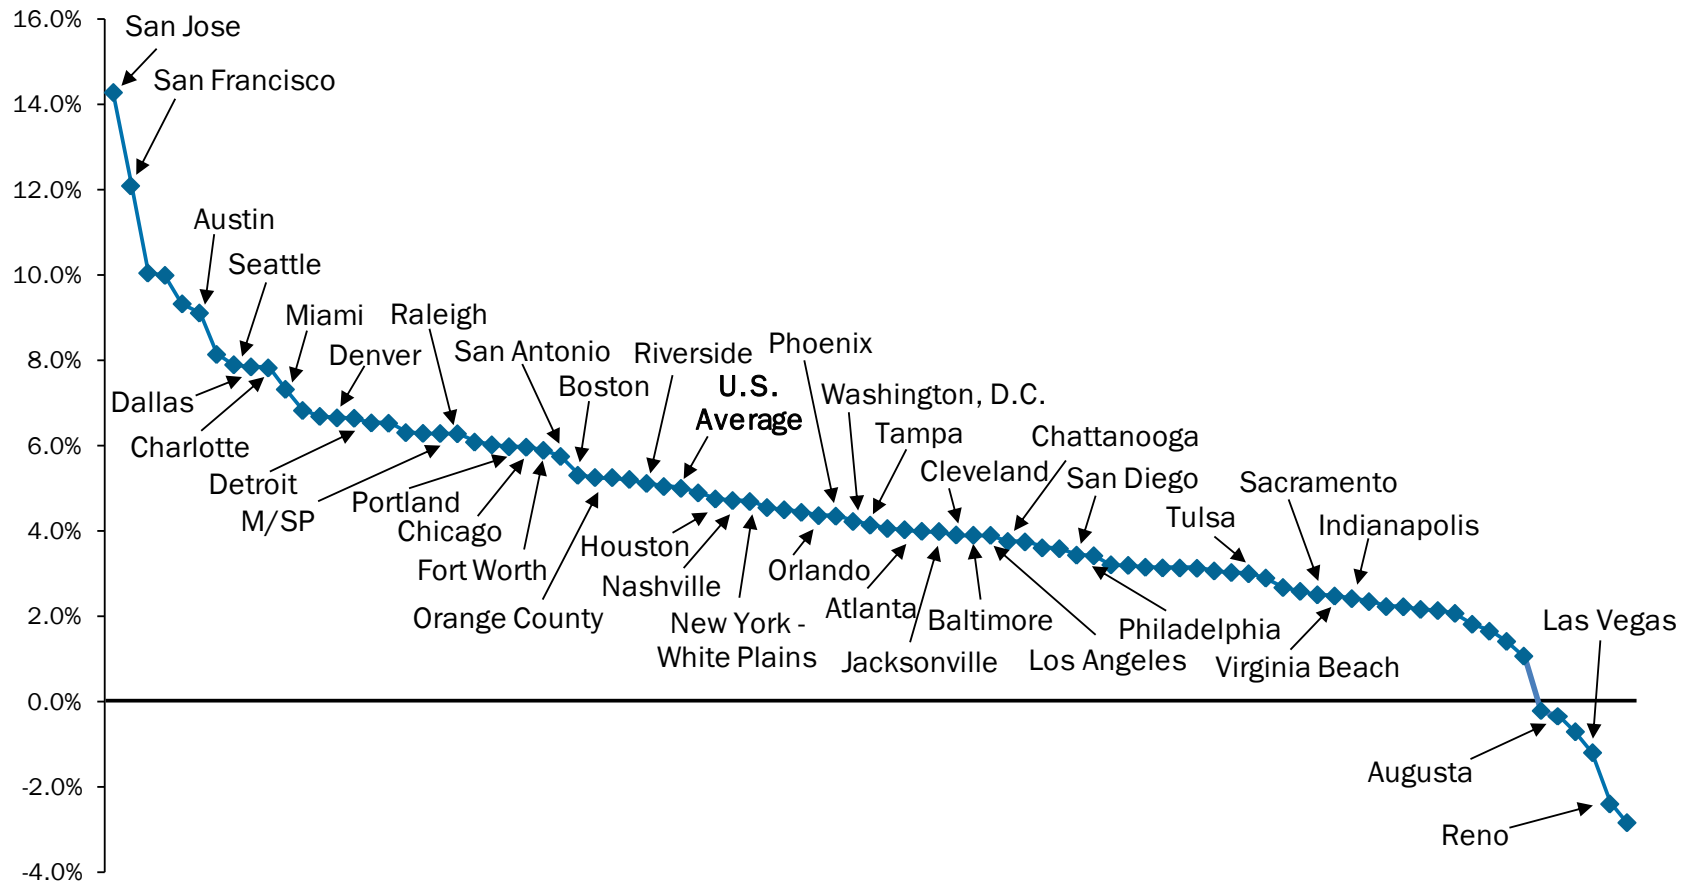 16.0%
14.0%
12.0%
10.0%
8.0%
6.0%
4.0%
2.0%
0.0%
-2.0%
-4.0%
San Jose
San Francisco
Austin
Seattle
Miami
Raleigh
Denver
San Antonio
Riverside
Phoenix
Boston
U.S.
Average
Washington, D.C.
Tampa
Chattanooga
Cleveland
San Diego
Sacramento
Tulsa
Indianapolis
Dallas
Charlotte
Detroit
M/SP
Portland
Chicago
Fort Worth
Orange County
Houston
Nashville
New York -
White Plains
Orlando
Atlanta
Jacksonville
Baltimore
Los Angeles
Philadelphia
Virginia Beach
Las Vegas
Augusta
Reno